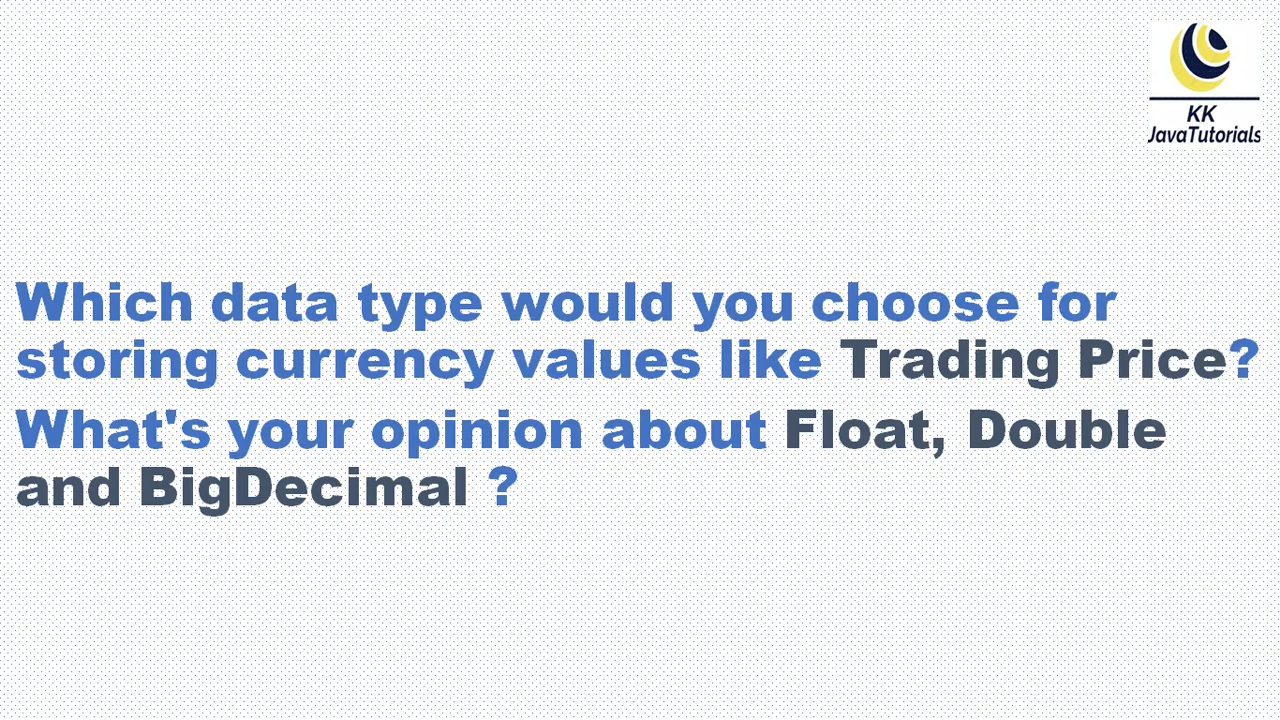 KK
JavaTutorials
Which data type would you choose for
storing currency values like Trading Price?
What's your opinion about Float, Double
and BigDecimal ?